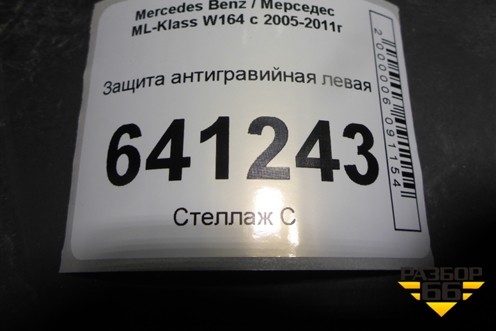 Mercedes Benz / Мерседес
ML-Klass W164 с 2005-2011г
Защита антигравийная левая
641243
Стеллаж С
2000006091154
РАЗБОР
66